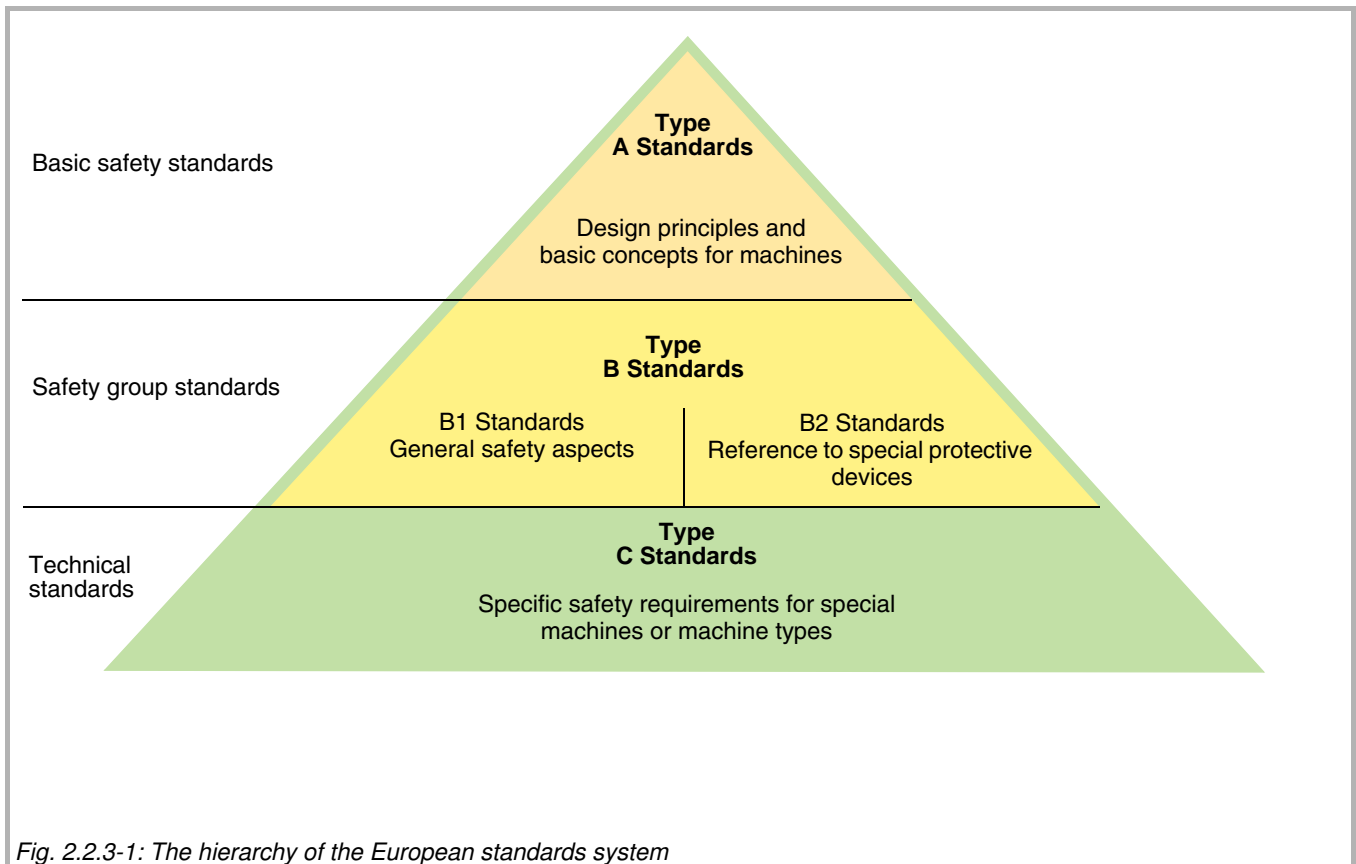 Type
A Standards
Basic safety standards
Design principles and
basic concepts for machines
Type
B Standards
Safety group standards
B1 Standards
General safety aspects
B2 Standards
Reference to special protective
devices
Type
C Standards
Technical
standards
Specific safety requirements for special
machines or machine types
Fig. 2.2.3-1: The hierarchy of the European standards system